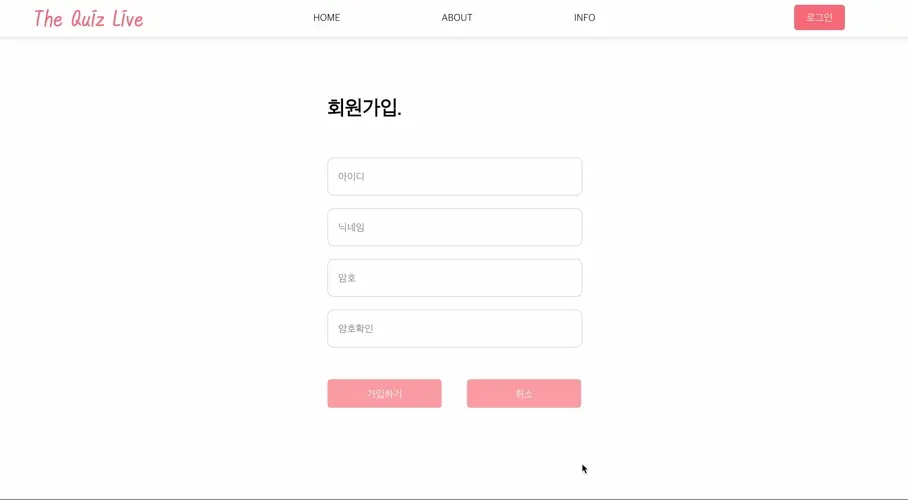 The Quiz Live
HOME
ABOUT
INFO
로그인
회원가입.
아이디
닉네임
암호
암호확인
가입하기
취소